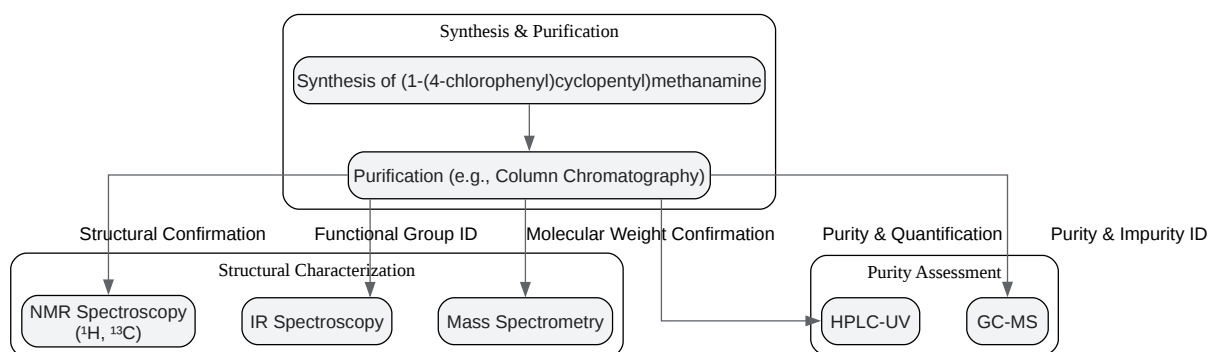 Synthesis & Purification
Synthesis of (1-(4-chlorophenyl)cyclopentyl)methanamine
Purification (e.g., Column Chromatography)
Structural Confirmation
Functional Group ID
Molecular Weight Confirmation
Purity & Quantification
Purity & Impurity ID
Structural Characterization
Purity Assessment
NMR Spectroscopy
(¹H, ¹³C)
IR Spectroscopy
Mass Spectrometry
HPLC-UV
GC-MS